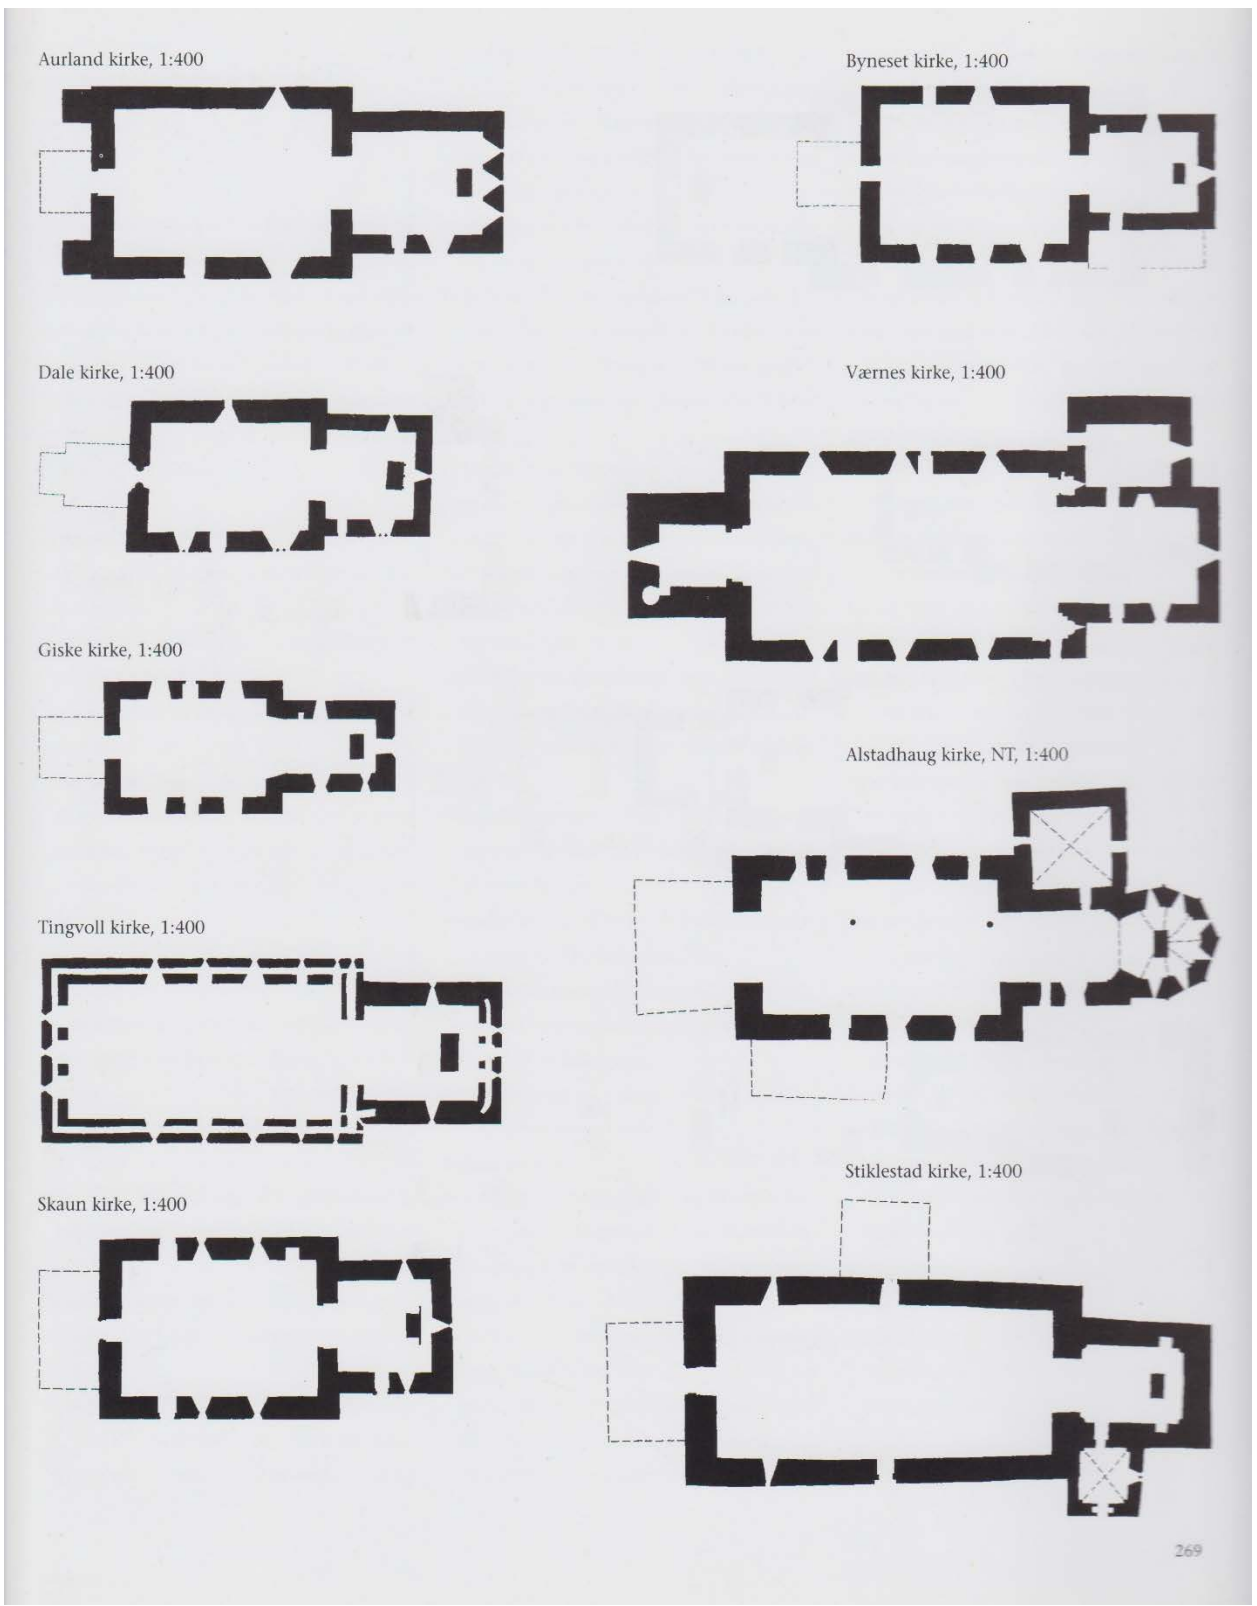 Aurland kirke, 1:400
Byneset kirke, 1:400
Dale kirke, 1:400
Værnes kirke, 1:400
Giske kirke, 1:400
Alstadhaug kirke, NT, 1:400
Tingvoll kirke, 1:400
Stiklestad kirke, 1:400
Skaun kirke, 1:400
269